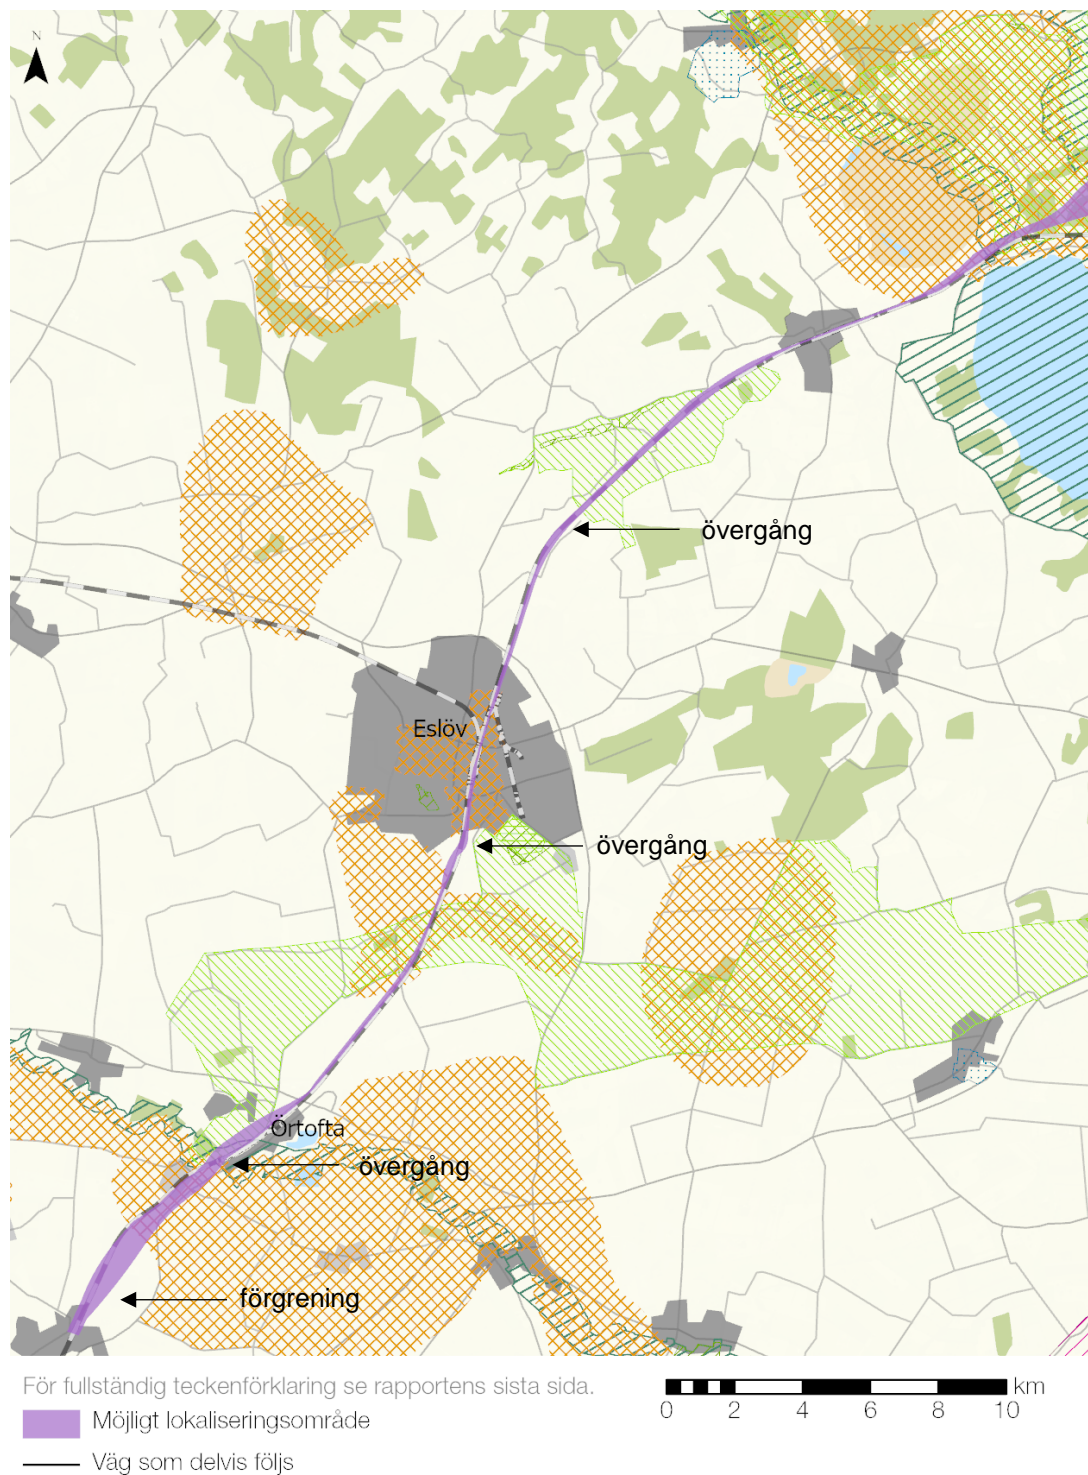 N
övergång
Eslöv
övergång
Örtofta
övergång
förgrening
För fullständig teckenförklaring se rapportens sista sida.
Möjligt lokaliseringsområde
Väg som delvis följs
km
0 2 4 6 8 10